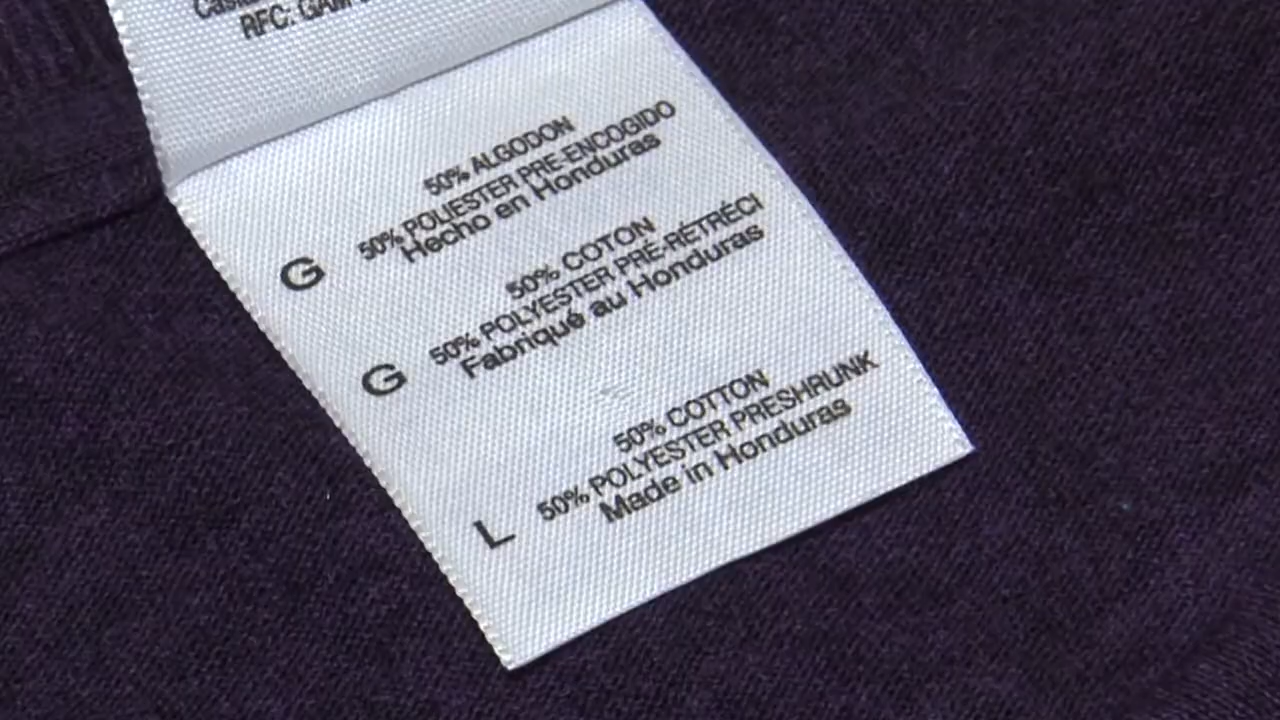 RFC:
50% ALGODON
50% POLIESTER PRE-ENCOGIDO
Hecho en Honduras
G
50% COTON
50% POLYESTER PRÉ-RÉTRÉCI
Fabriqué au Honduras
G
50% COTTON
50% POLYESTER PRESHRUNK
Made in Honduras
L